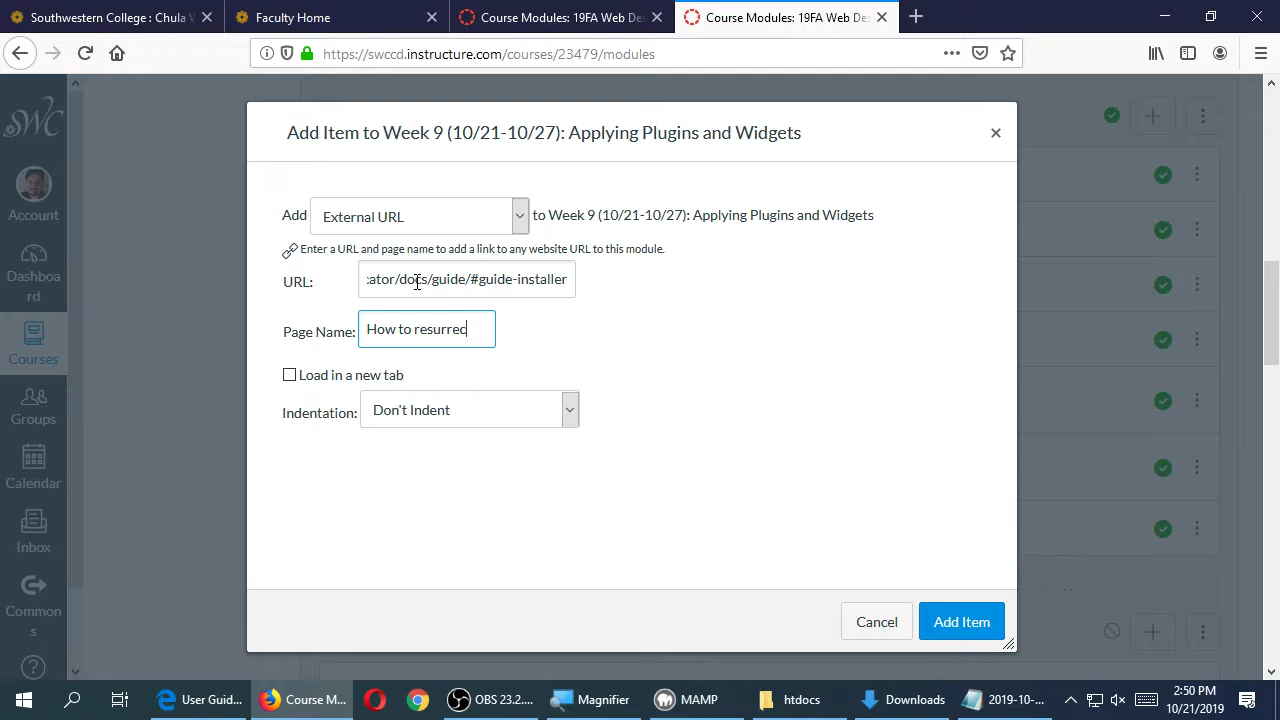 Southwestern College : Chula
Faculty Home
Course Modules: 19FA Web De
Course Modules: 19FA Web De
https://swccd.instructure.com/courses/23479/modules
SWC
Add Item to Week 9 (10/21-10/27): Applying Plugins and Widgets
Account
Add External URL to Week 9 (10/21-10/27): Applying Plugins and Widgets
Enter a URL and page name to add a link to any website URL to this module.
Dashboa
rd
URL: :ator/docs/guide/#guide-installer
Page Name: How to resurrec
Courses
Load in a new tab
Indentation: Don't Indent
Groups
Calendar
Inbox
Common
s
Cancel Add Item
User Guid...
Course M...
OBS 23.2....
Magnifier
MAMP
htdocs
Downloads
2019-10-...
2:50 PM
10/21/2019